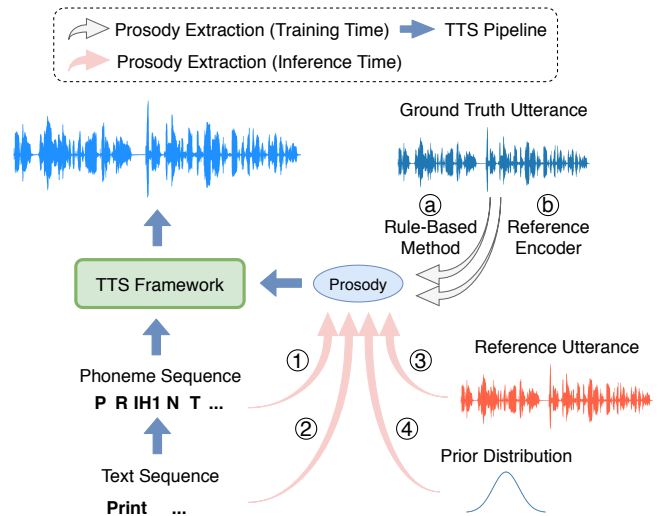 Prosody Extraction (Training Time)
TTS Pipeline
Prosody Extraction (Inference Time)
Ground Truth Utterance
ⓐ
ⓑ
Rule-Based
Method
Reference
Encoder
TTS Framework
Prosody
①
③
Phoneme Sequence
P R IH1 N T ...
Reference Utterance
②
④
Text Sequence
Print ...
Prior Distribution